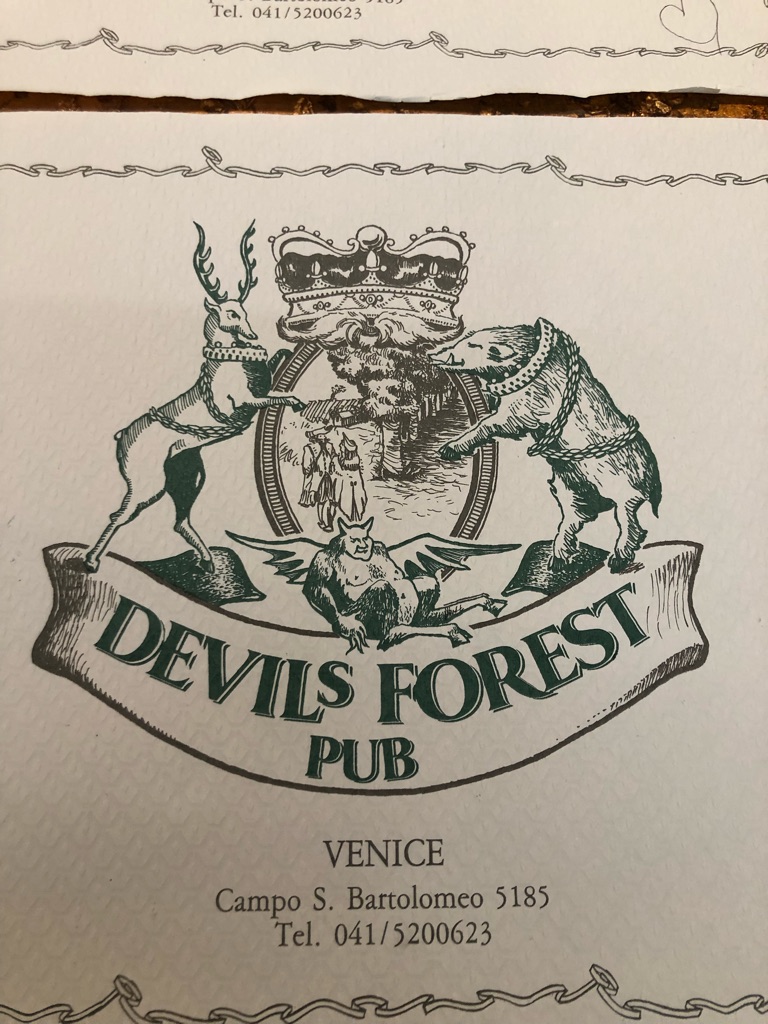 Tel. 041/5200623
DEVILS FOREST
PUB
VENICE
Campo S. Bartolomeo 5185
Tel. 041/5200623